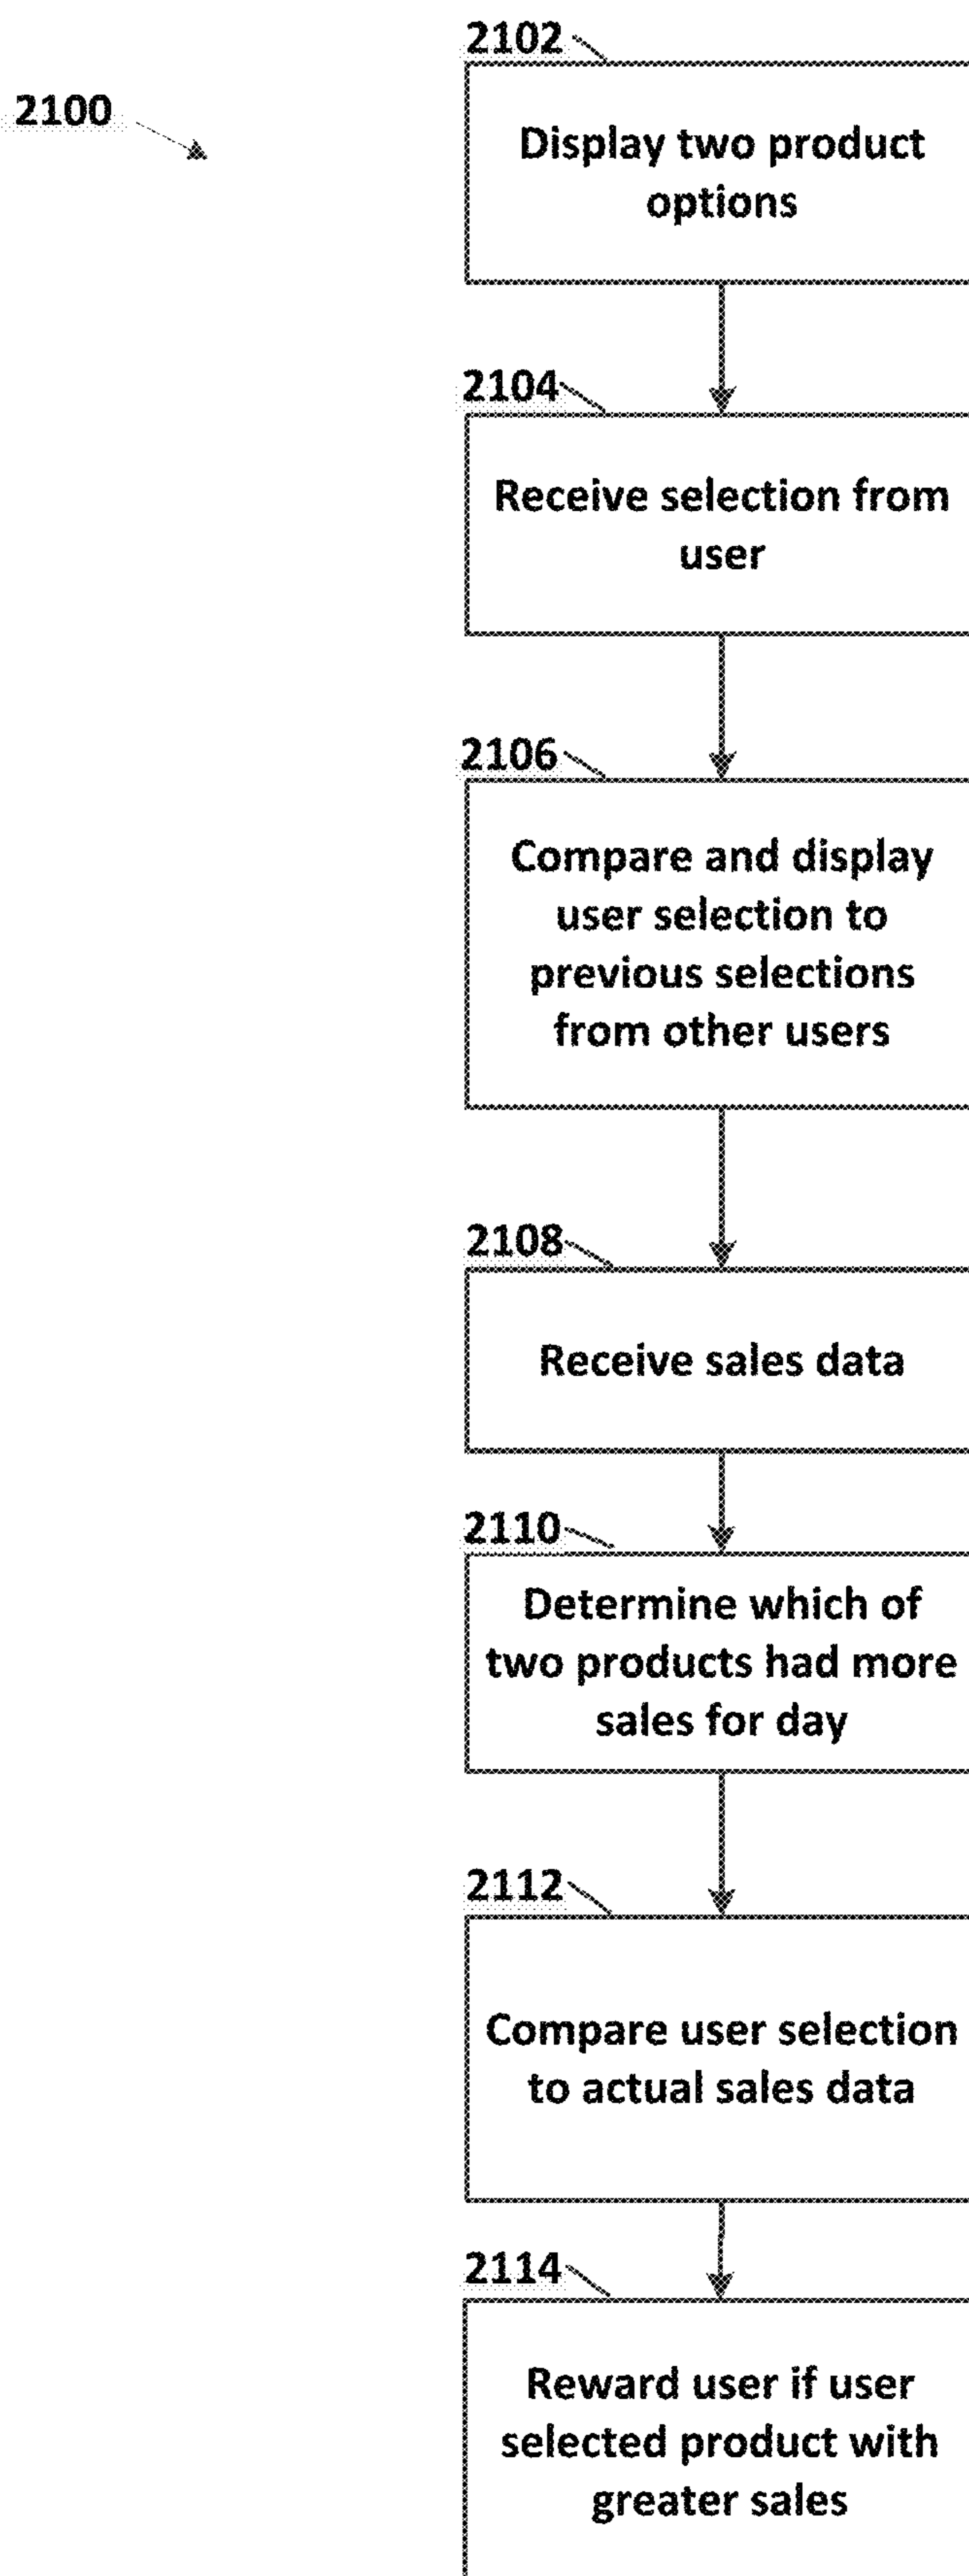 2102
2100
Display two product
options
2104
Receive selection from
user
2106
Compare and display
user selection to
previous selections
from other users
2108
Receive sales data
2110
Determine which of
two products had more
sales for day
2112
Compare user selection
to actual sales data
2114
Reward user if user
selected product with
greater sales